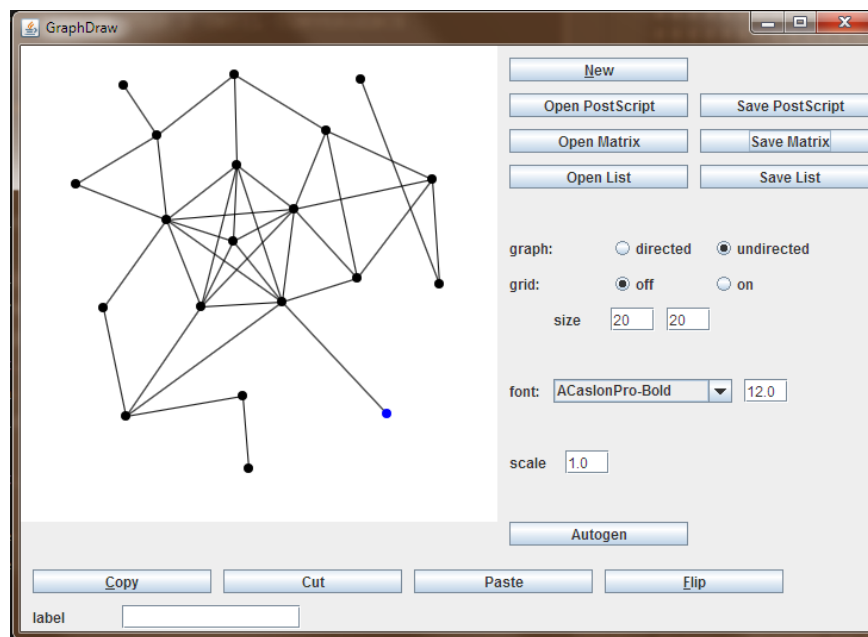 GraphDraw
New
Open PostScript Save PostScript
Open Matrix Save Matrix
Open List Save List
graph: directed undirected
grid: off on
size 20 20
font: ACaslonPro-Bold 12.0
scale 1.0
Autogen
Copy Cut Paste Flip
label